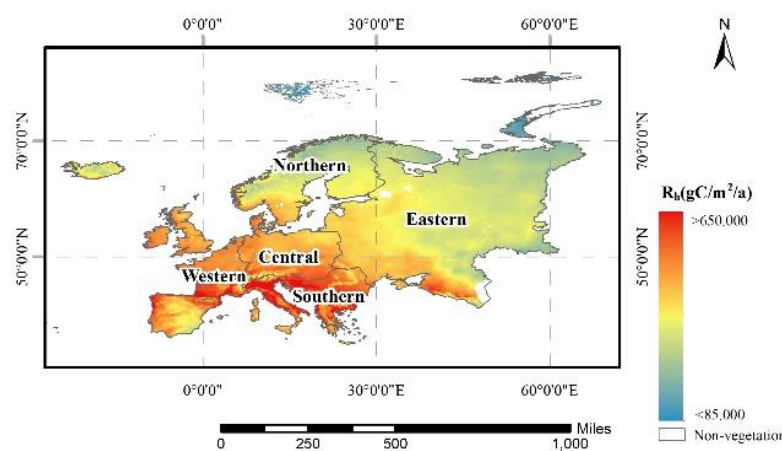 0°0'0" 30°0'0"E 60°0'0"E
N
70°0'0"N
70°0'0"N
Northern
Eastern
50°0'0"N
50°0'0"N
Central
Western
Southern
R_h(gC/m²/a)
>650,000
<85,000
Non-vegetation
0°0'0" 30°0'0"E 60°0'0"E
Miles
0 250 500 1,000